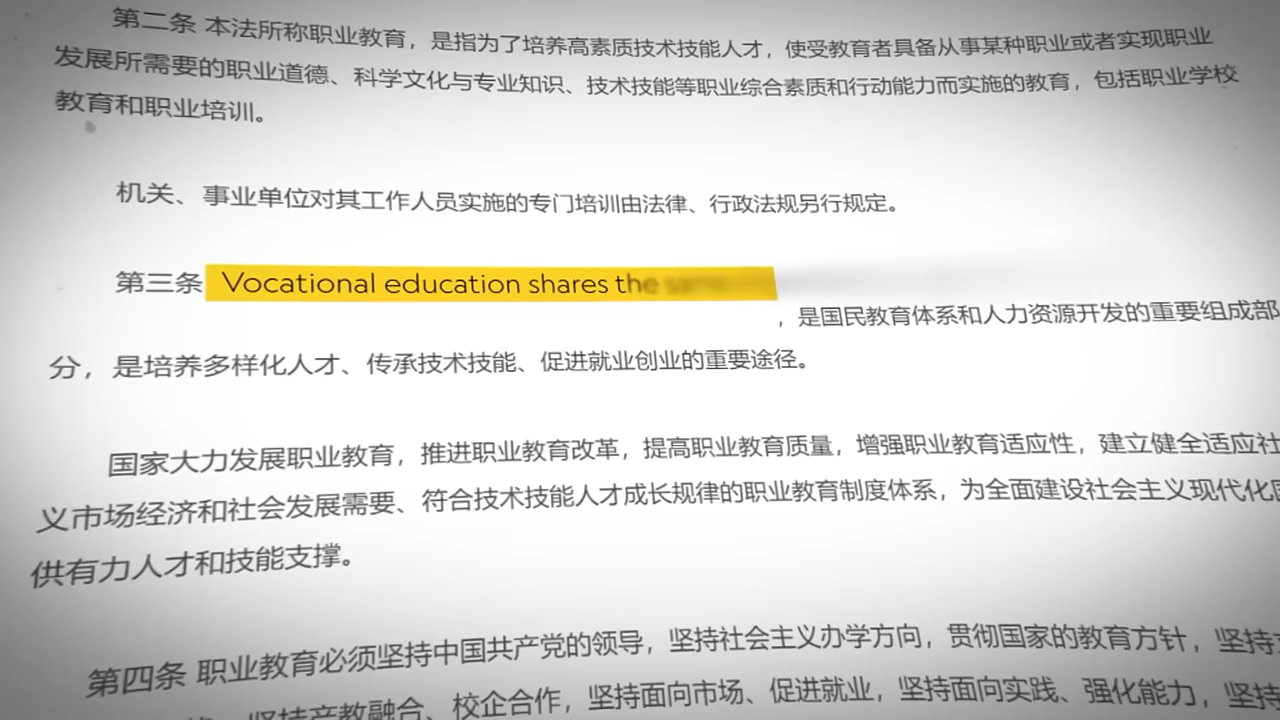 第二条 本法所称职业教育，是指为了培养高素质技术技能人才，使受教育者具备从事某种职业或者实现职业
发展所需要的职业道德、科学文化与专业知识、技术技能等职业综合素质和行动能力而实施的教育，包括职业学校
教育和职业培训。
机关、事业单位对其工作人员实施的专门培训由法律、行政法规另行规定。
第三条 Vocational education shares the same
，是国民教育体系和人力资源开发的重要组成部
分，是培养多样化人才、传承技术技能、促进就业创业的重要途径。
国家大力发展职业教育，推进职业教育改革，提高职业教育质量，增强职业教育适应性，建立健全适应社
义市场经济和社会发展需要、符合技术技能人才成长规律的职业教育制度体系，为全面建设社会主义现代化
供有力人才和技能支撑。
第四条 职业教育必须坚持中国共产党的领导，坚持社会主义办学方向，贯彻国家的教育方针，坚持
坚持产教融合、校企合作，坚持面向市场、促进就业，坚持面向实践、强化能力，坚持